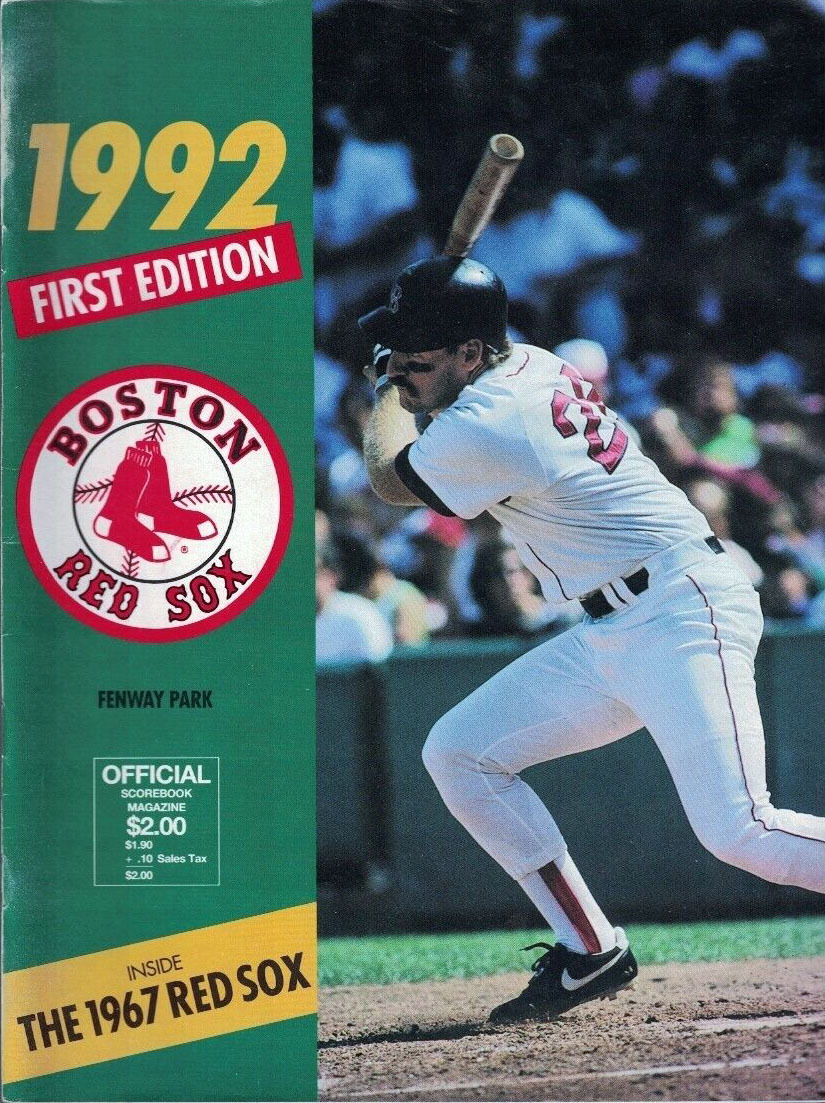 1992
FIRST EDITION
BOSTON
RED SOX
®
FENWAY PARK
OFFICIAL
SCOREBOOK
MAGAZINE
$2.00
$1.90
+ .10 Sales Tax
$2.00
INSIDE
THE 1967 RED SOX